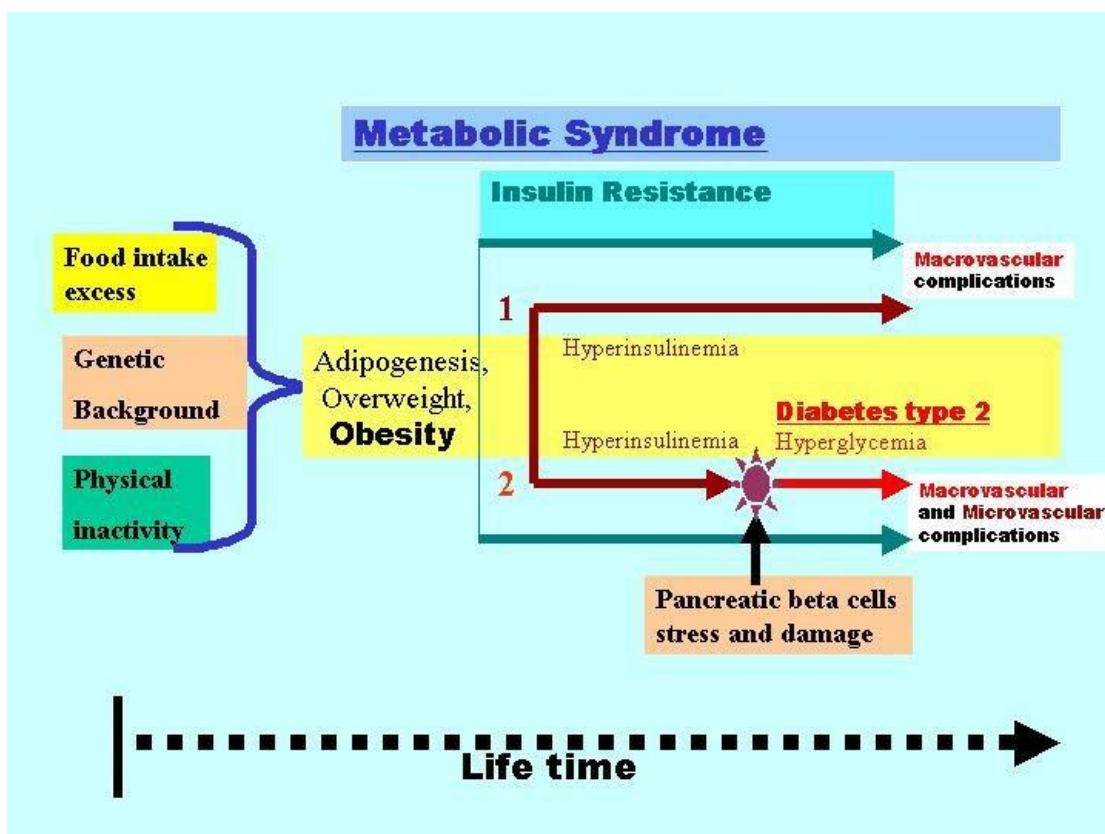 Metabolic Syndrome
Insulin Resistance
Food intake
excess
Genetic
Background
Physical
inactivity
Adipogenesis,
Overweight,
Obesity
1
Hyperinsulinemia
Macrovascular
complications
Hyperinsulinemia
2
Diabetes type 2
Hyperglycemia
Macrovascular
and Microvascular
complications
Pancreatic beta cells
stress and damage
Life time